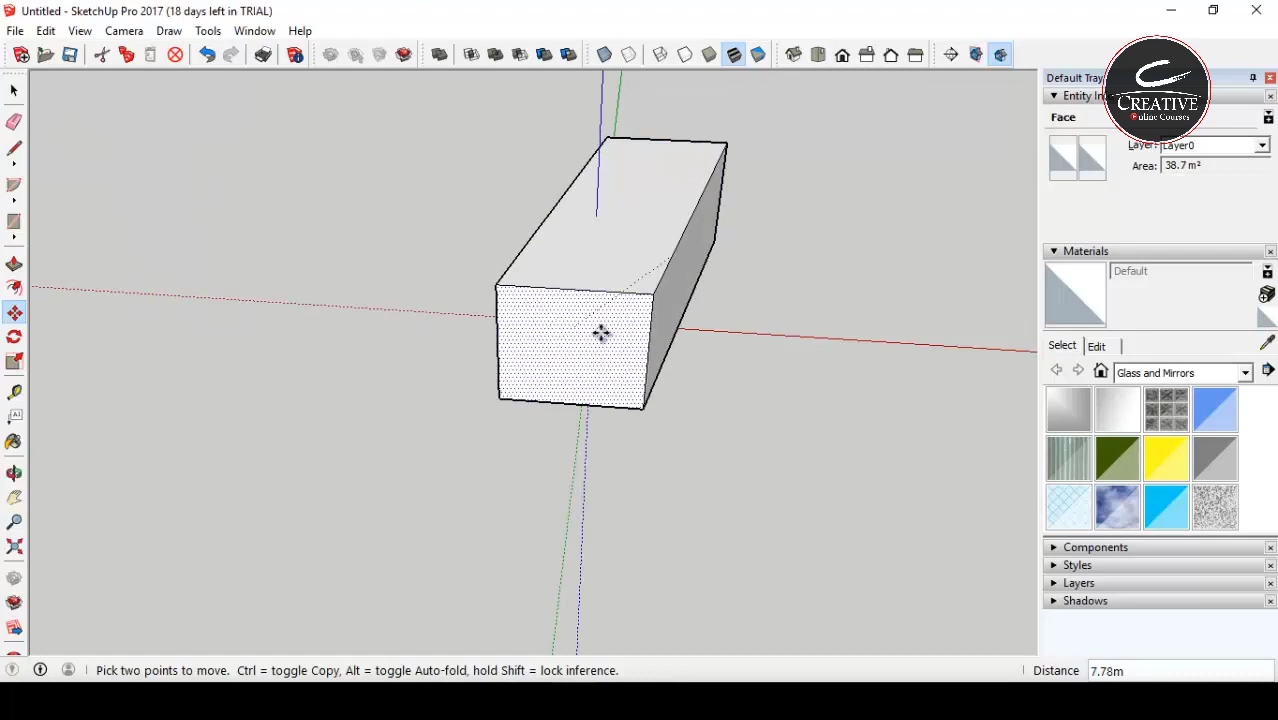 Untitled - SketchUp Pro 2017 (18 days left in TRIAL)
File Edit View Camera Draw Tools Window Help
Default Tray
Entity In
CREATIVE
Online Courses
Face
Layer: Layer0
Area: 38.7 m²
Materials
Default
Select Edit
Glass and Mirrors
Components
Styles
Layers
Shadows
Pick two points to move. Ctrl = toggle Copy, Alt = toggle Auto-fold, hold Shift = lock inference.
Distance 7.78m